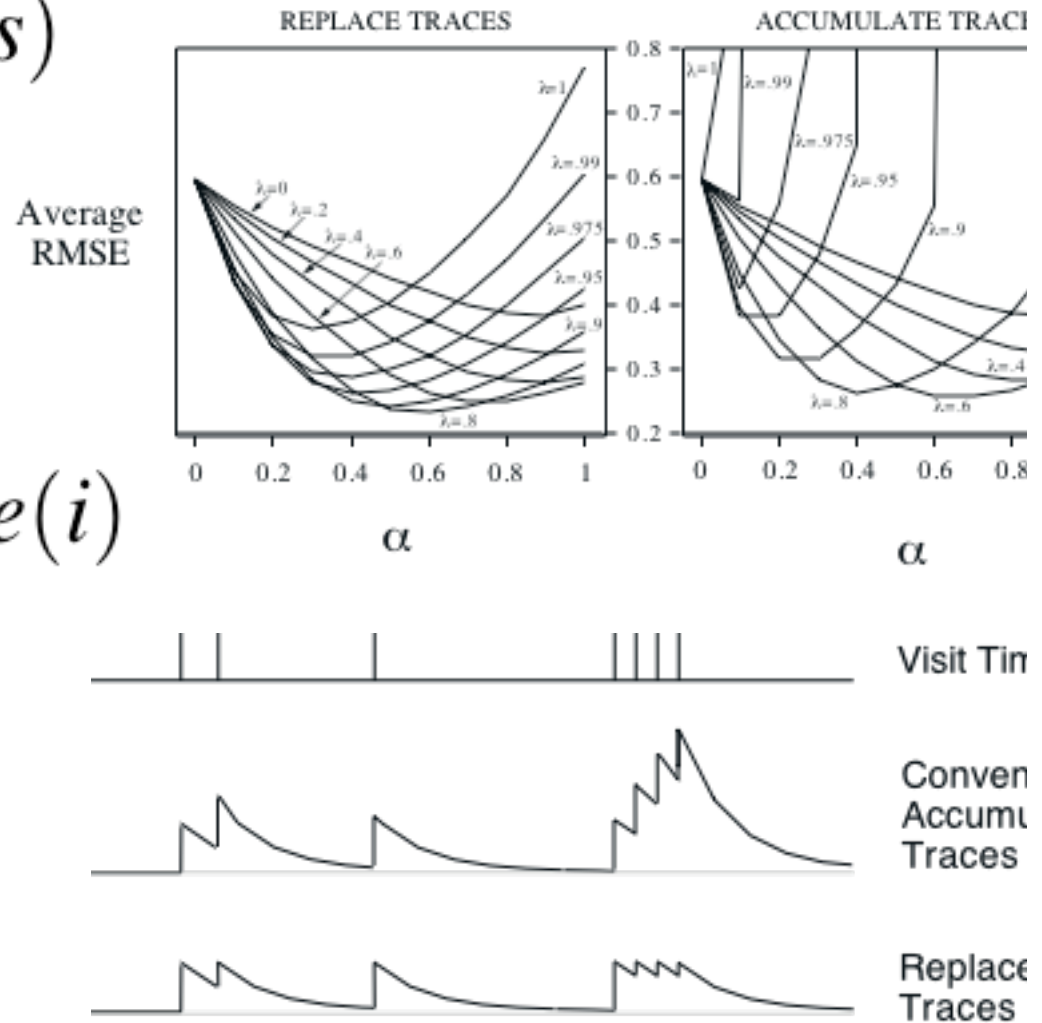 s)
REPLACE TRACES
ACCUMULATE TRACE
Average
RMSE
0.8
0.7
0.6
0.5
0.4
0.3
0.2
λ=1
λ=.99
λ=.975
λ=.95
λ=.9
λ=.8
λ=0
λ=.2
λ=.4
λ=.6
λ=1
λ=.99
λ=.975
λ=.95
λ=.9
λ=.4
λ=.8
λ=.6
0 0.2 0.4 0.6 0.8 1
0 0.2 0.4 0.6 0.8
e(i)
α
α
Visit Tim
Conven
Accumu
Traces
Replace
Traces